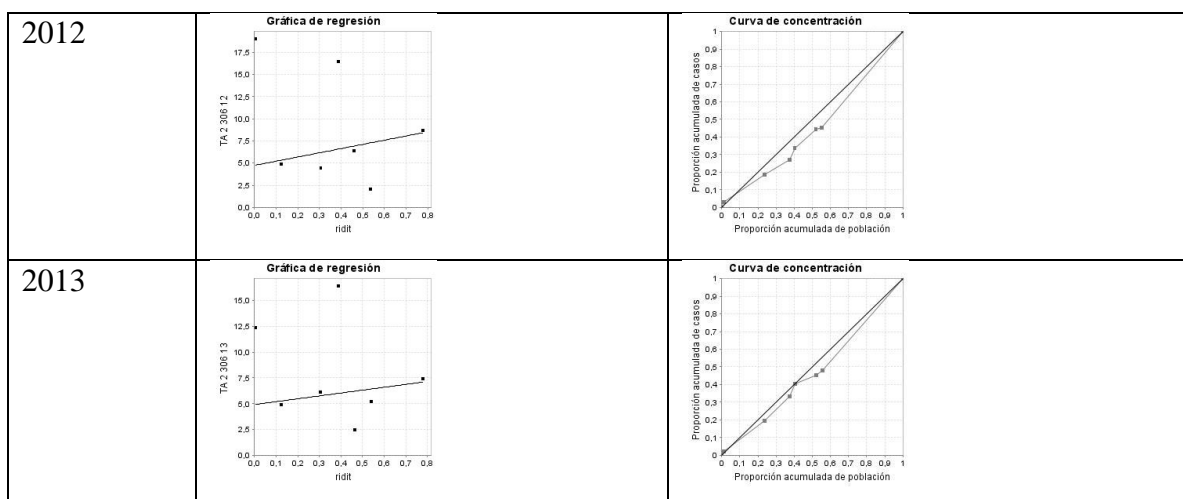 2012
Gráfica de regresión
TA 2 306 12
17,5
15,0
12,5
10,0
7,5
5,0
2,5
0,0
0,0 0,1 0,2 0,3 0,4 0,5 0,6 0,7 0,8
ridit
Curva de concentración
Proporción acumulada de casos
1
0,9
0,8
0,7
0,6
0,5
0,4
0,3
0,2
0,1
0
0 0,1 0,2 0,3 0,4 0,5 0,6 0,7 0,8 0,9 1
Proporción acumulada de población
2013
Gráfica de regresión
TA 2 306 13
15,0
12,5
10,0
7,5
5,0
2,5
0,0
0,0 0,1 0,2 0,3 0,4 0,5 0,6 0,7 0,8
ridit
Curva de concentración
Proporción acumulada de casos
1
0,9
0,8
0,7
0,6
0,5
0,4
0,3
0,2
0,1
0
0 0,1 0,2 0,3 0,4 0,5 0,6 0,7 0,8 0,9 1
Proporción acumulada de población